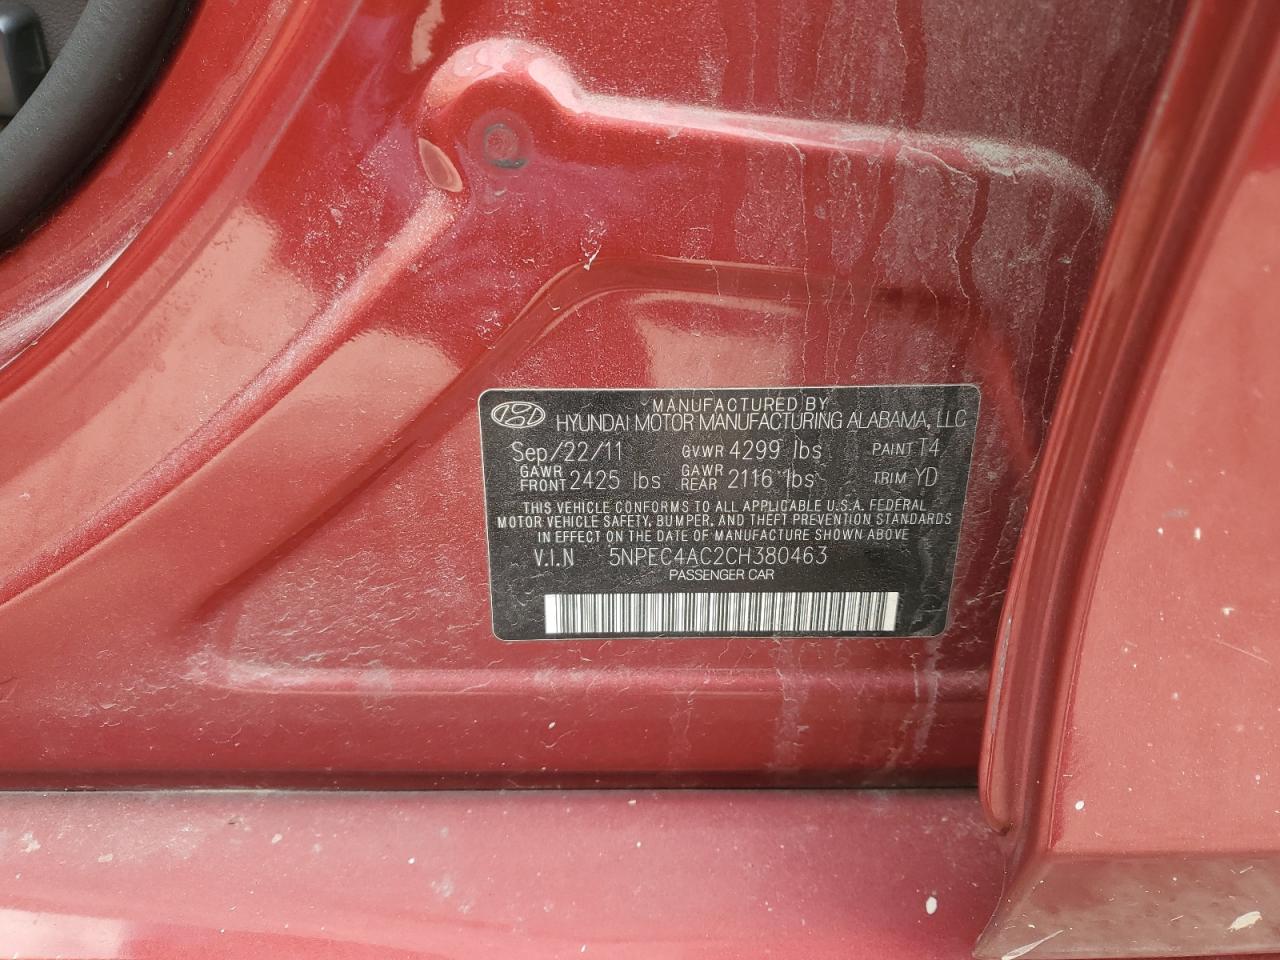 MANUFACTURED BY
HYUNDAI MOTOR MANUFACTURING ALABAMA, LLC
Sep/22/11 GVWR 4299 lbs PAINT T4
GAWR FRONT 2425 lbs GAWR REAR 2116 lbs TRIM YD
THIS VEHICLE CONFORMS TO ALL APPLICABLE U.S.A. FEDERAL
MOTOR VEHICLE SAFETY, BUMPER, AND THEFT PREVENTION STANDARDS
IN EFFECT ON THE DATE OF MANUFACTURE SHOWN ABOVE
V.I.N 5NPEC4AC2CH380463
PASSENGER CAR